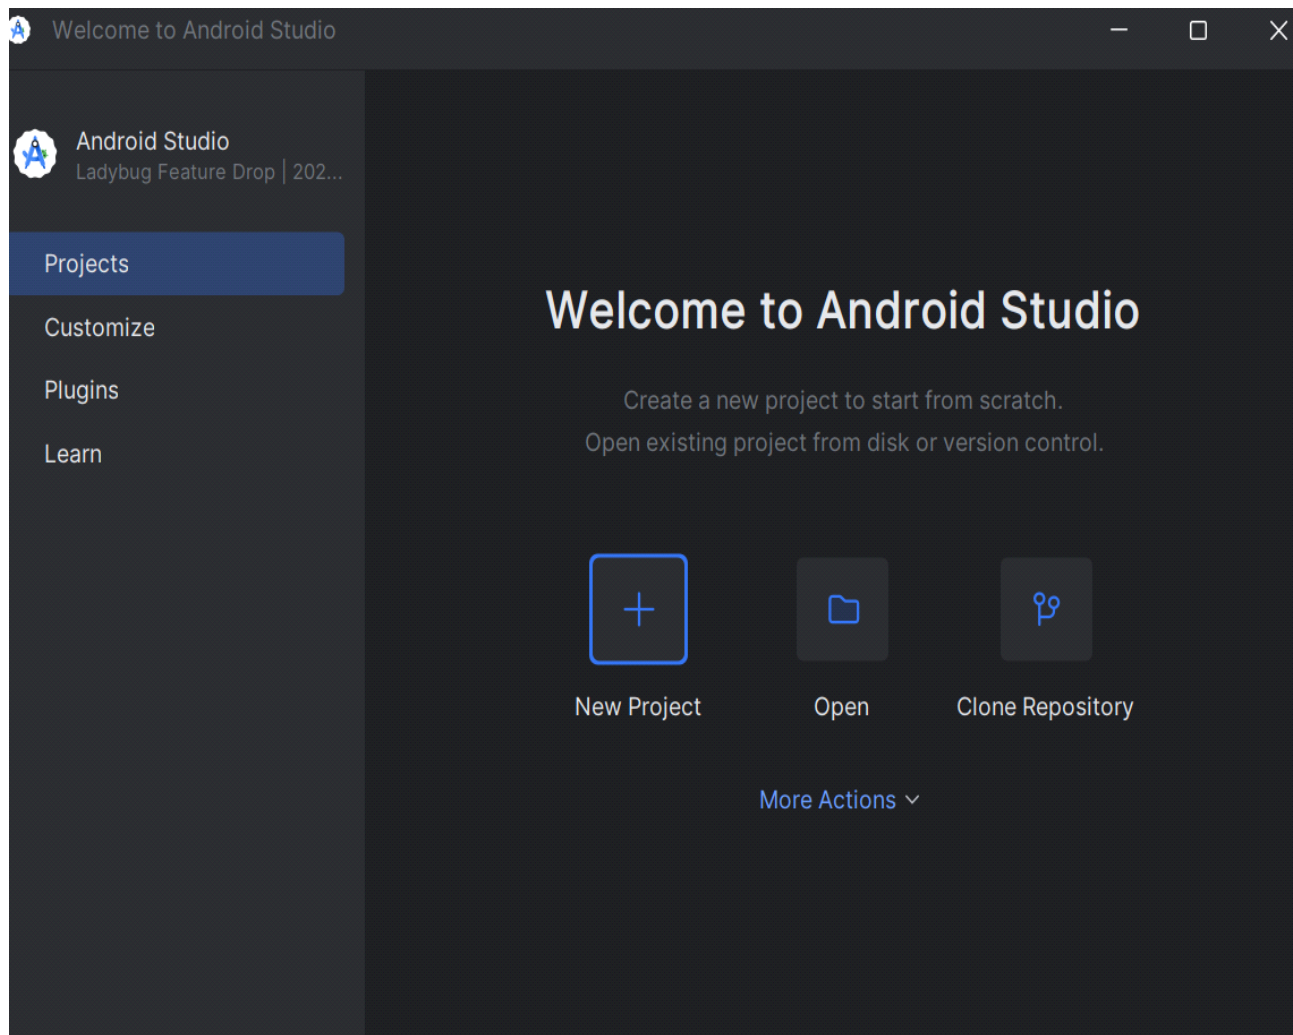 Welcome to Android Studio
Android Studio
Ladybug Feature Drop | 202...
Projects
Customize
Plugins
Learn
Welcome to Android Studio
Create a new project to start from scratch.
Open existing project from disk or version control.
New Project
Open
Clone Repository
More Actions